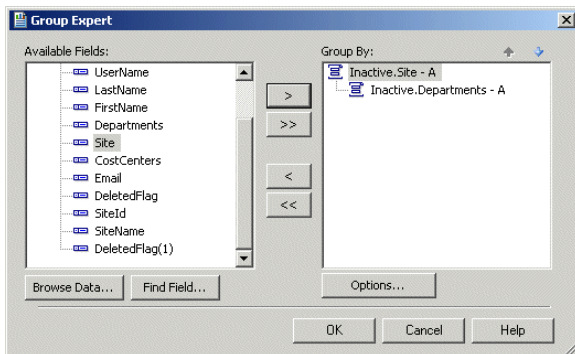 Group Expert
Available Fields:
UserName
LastName
FirstName
Departments
Site
CostCenters
Email
DeletedFlag
SiteId
SiteName
DeletedFlag(1)
Browse Data...
Find Field...
>
>>
<
<<
Group By:
Inactive.Site - A
Inactive.Departments - A
Options...
OK
Cancel
Help